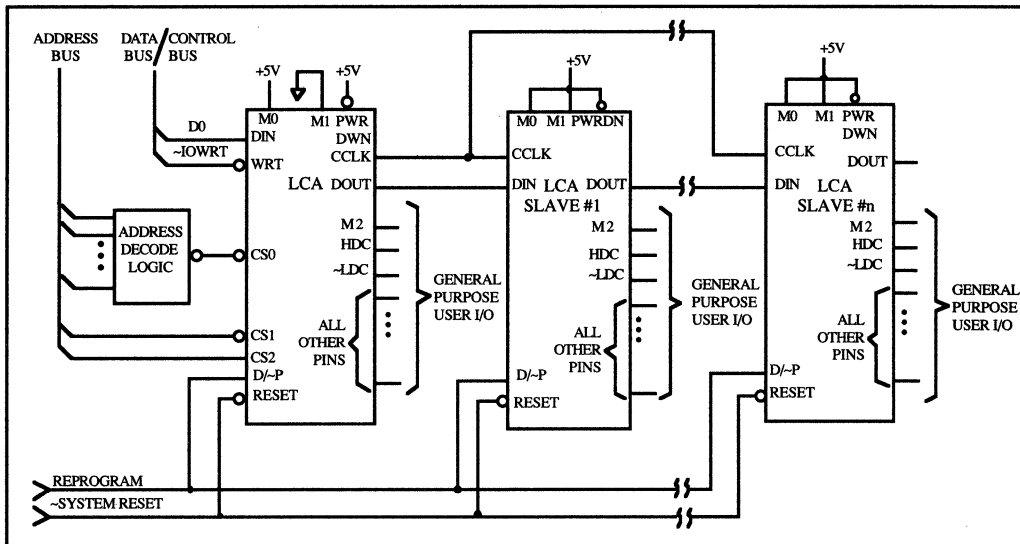 ADDRESS BUS
DATA BUS / CONTROL BUS
+5V
+5V
M0
M1 PWR DWN
D0
DIN
~IOWRT
WRT
CCLK
LCA
DOUT
ADDRESS DECODE LOGIC
CS0
CS1
CS2
D/~P
RESET
M2
HDC
~LDC
ALL OTHER PINS
GENERAL PURPOSE USER I/O
+5V
M0 M1 PWRDN
CCLK
DIN LCA DOUT
SLAVE #1
M2
HDC
~LDC
ALL OTHER PINS
D/~P
RESET
GENERAL PURPOSE USER I/O
+5V
M0 M1 PWR DWN
CCLK
DOUT
DIN LCA
SLAVE #n
M2
HDC
~LDC
ALL OTHER PINS
D/~P
RESET
GENERAL PURPOSE USER I/O
REPROGRAM
~SYSTEM RESET